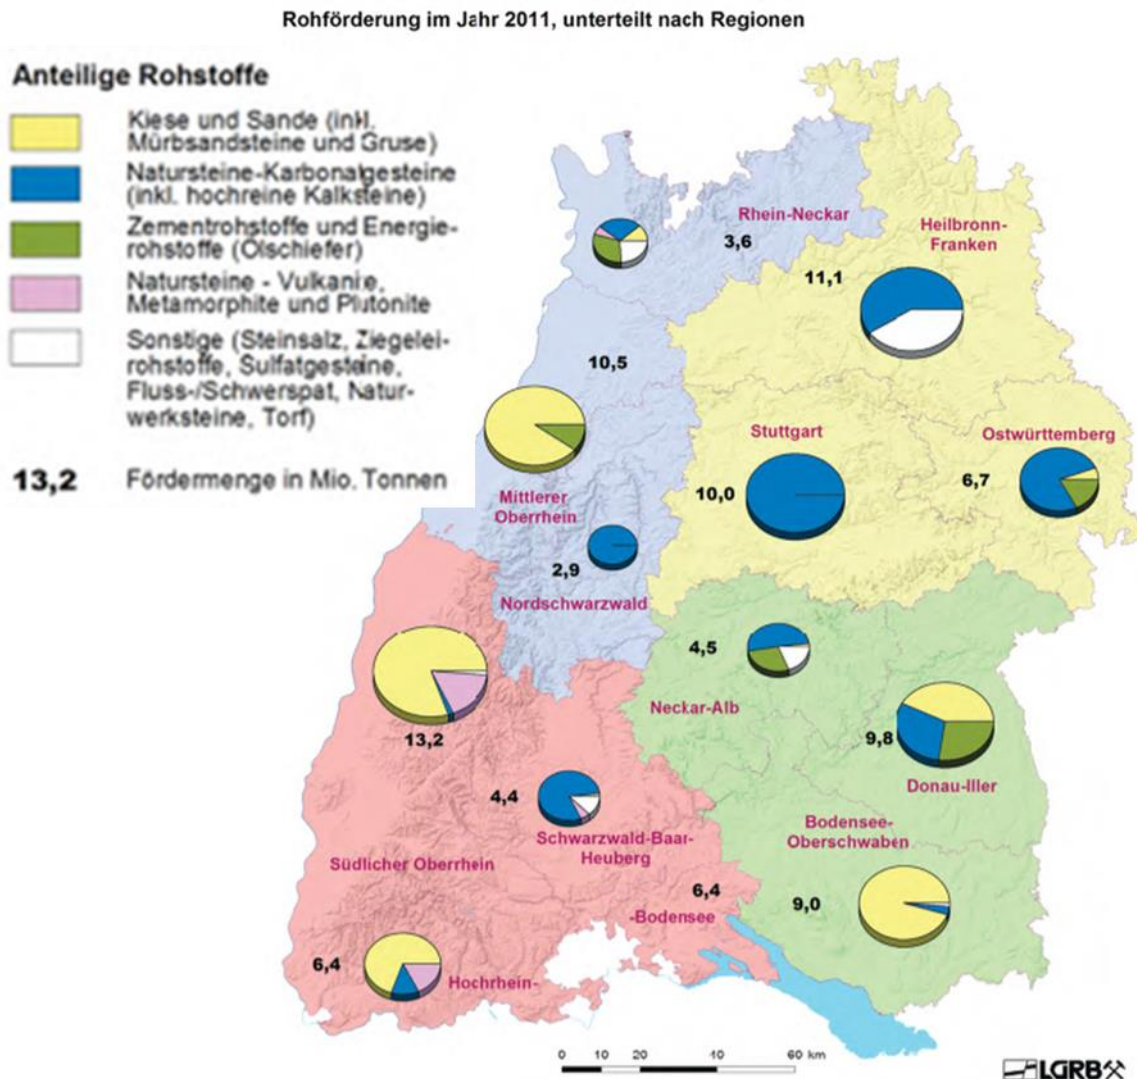 Rohförderung im Jahr 2011, unterteilt nach Regionen
Anteilige Rohstoffe
Kiese und Sande (inkl.
Mürbsandsteine und Gruse)
Natursteine-Karbonatgesteine
(inkl. hochreine Kalksteine)
Zementrohstoffe und Energie-
rohstoffe (Ölschiefer)
Natursteine - Vulkanite,
Metamorphite und Plutonite
Sonstige (Steinsalz, Ziegelei-
rohstoffe, Sulfatgesteine,
Fluss-/Schwerspat, Natur-
werksteine, Torf)
13,2 Fördermenge in Mio. Tonnen
Rhein-Neckar
3,6
Heilbronn-
Franken
11,1
10,5
Mittlerer
Oberrhein
Stuttgart
10,0
Ostwürttemberg
6,7
2,9
Nordschwarzwald
4,5
Neckar-Alb
13,2
9,8
Donau-Iller
4,4
Schwarzwald-Baar-
Heuberg
Südlicher Oberrhein
Bodensee-
Oberschwaben
9,0
6,4
-Bodensee
6,4
Hochrhein-
0 10 20 40 60 km
LGRB